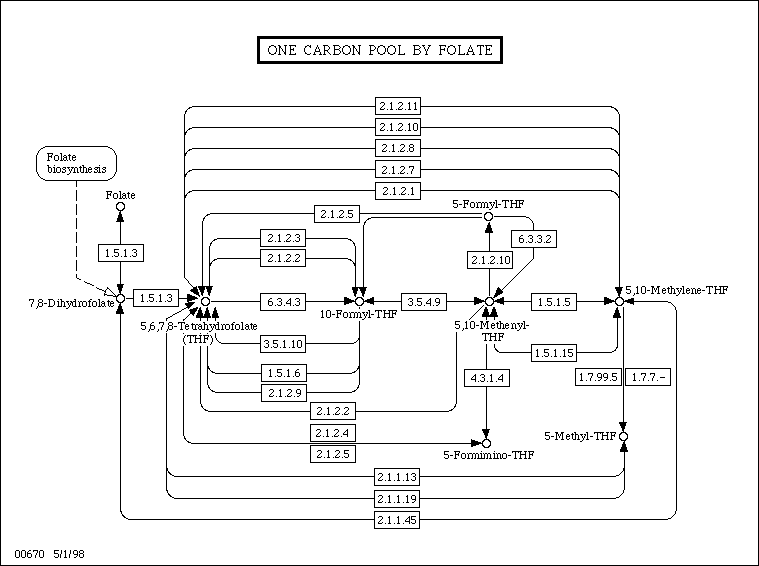 ONE CARBON POOL BY FOLATE
2.1.2.11
2.1.2.10
2.1.2.8
2.1.2.7
2.1.2.1
Folate
biosynthesis
Folate
5-Formyl-THF
2.1.2.5
2.1.2.3
6.3.3.2
1.5.1.3
2.1.2.2
2.1.2.10
5,10-Methylene-THF
7,8-Dihydrofolate
1.5.1.3
6.3.4.3
3.5.4.9
1.5.1.5
10-Formyl-THF
5,6,7,8-Tetrahydrofolate
(THF)
5,10-Methenyl-
THF
3.5.1.10
1.5.1.15
1.5.1.6
4.3.1.4
1.7.99.5
1.7.7.-
2.1.2.9
2.1.2.2
2.1.2.4
5-Methyl-THF
2.1.2.5
5-Formimino-THF
2.1.1.13
2.1.1.19
2.1.1.45
00670 5/1/98